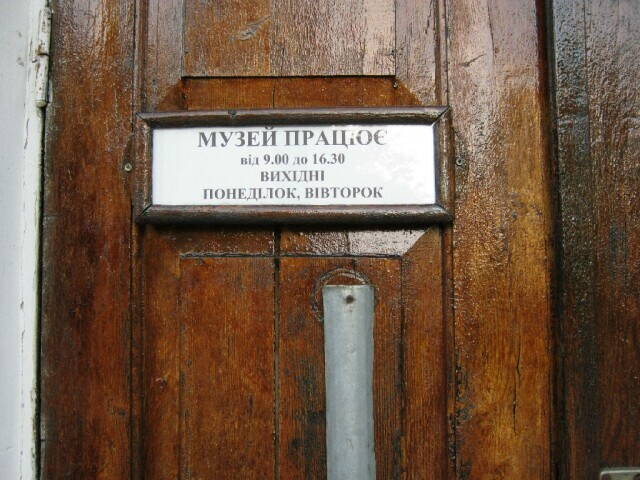 МУЗЕЙ ПРАЦЮЄ
від 9.00 до 16.30
ВИХІДНІ
ПОНЕДІЛОК, ВІВТОРОК